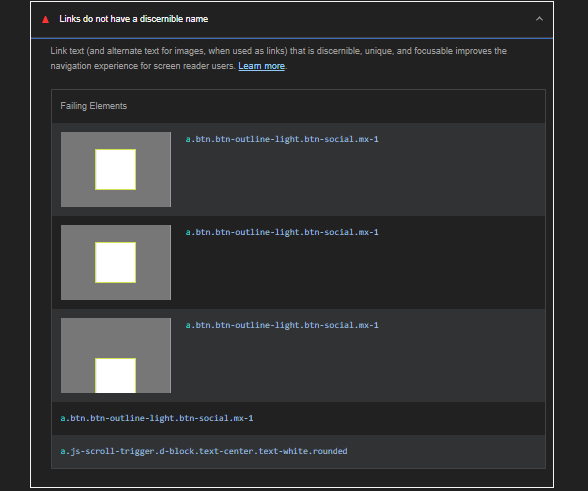 Links do not have a discernible name
Link text (and alternate text for images, when used as links) that is discernible, unique, and focusable improves the
navigation experience for screen reader users. Learn more.
Failing Elements
a.btn.btn-outline-light.btn-social.mx-1
a.btn.btn-outline-light.btn-social.mx-1
a.btn.btn-outline-light.btn-social.mx-1
a.btn.btn-outline-light.btn-social.mx-1
a.js-scroll-trigger.d-block.text-center.text-white.rounded